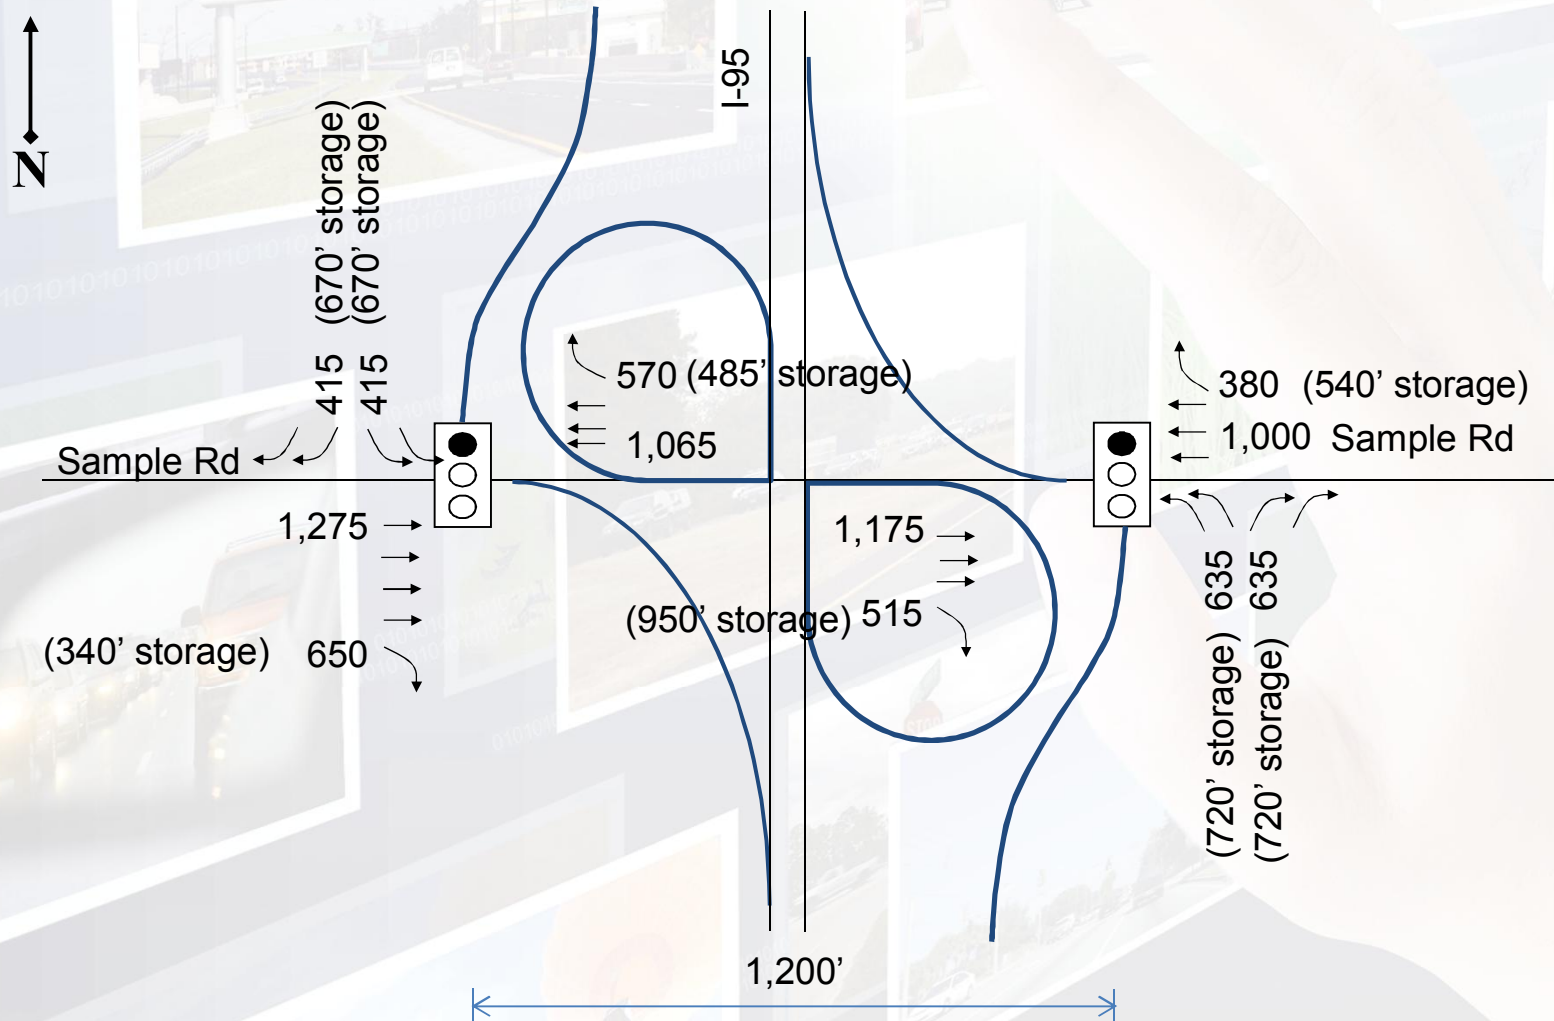 N
I-95
415 (670’ storage)
415 (670’ storage)
570 (485’ storage)
1,065
380 (540’ storage)
1,000 Sample Rd
Sample Rd
1,275
(340’ storage) 650
1,175
(950’ storage) 515
(720’ storage) 635
(720’ storage) 635
1,200’